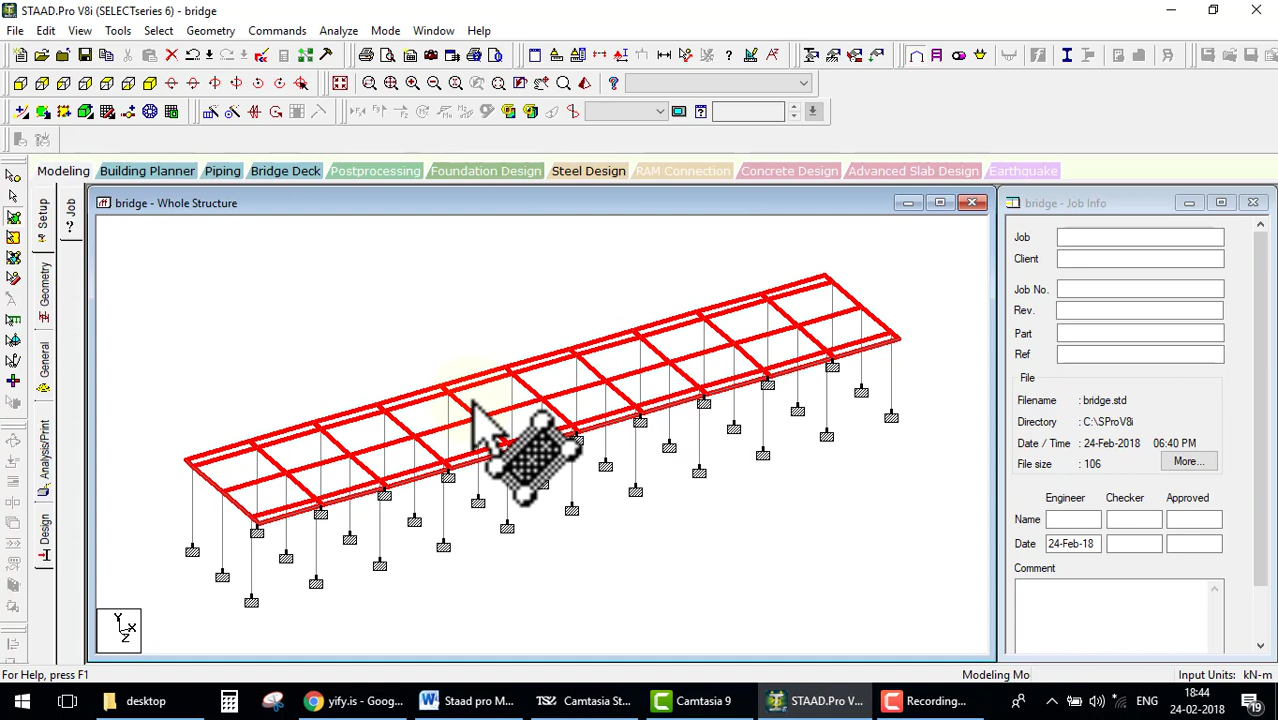 STAAD.Pro V8i (SELECTseries 6) - bridge
File Edit View Tools Select Geometry Commands Analyze Mode Window Help
Modeling Building Planner Piping Bridge Deck Postprocessing Foundation Design Steel Design RAM Connection Concrete Design Advanced Slab Design Earthquake
Setup
Geometry
General
Analysis/Print
Design
Job
bridge - Whole Structure
Y
X
Z
bridge - Job Info
Job
Client
Job No.
Rev.
Part
Ref
File
Filename : bridge.std
Directory : C:\SProV8i
Date / Time : 24-Feb-2018 06:40 PM
File size : 106 More...
Engineer Checker Approved
Name
Date 24-Feb-18
Comment
For Help, press F1 Modeling Mo Input Units: kN-m
desktop yify.is - Goog... Staad pro M... Camtasia St... Camtasia 9 STAAD.Pro V... Recording... ENG 18:44
24-02-2018 19